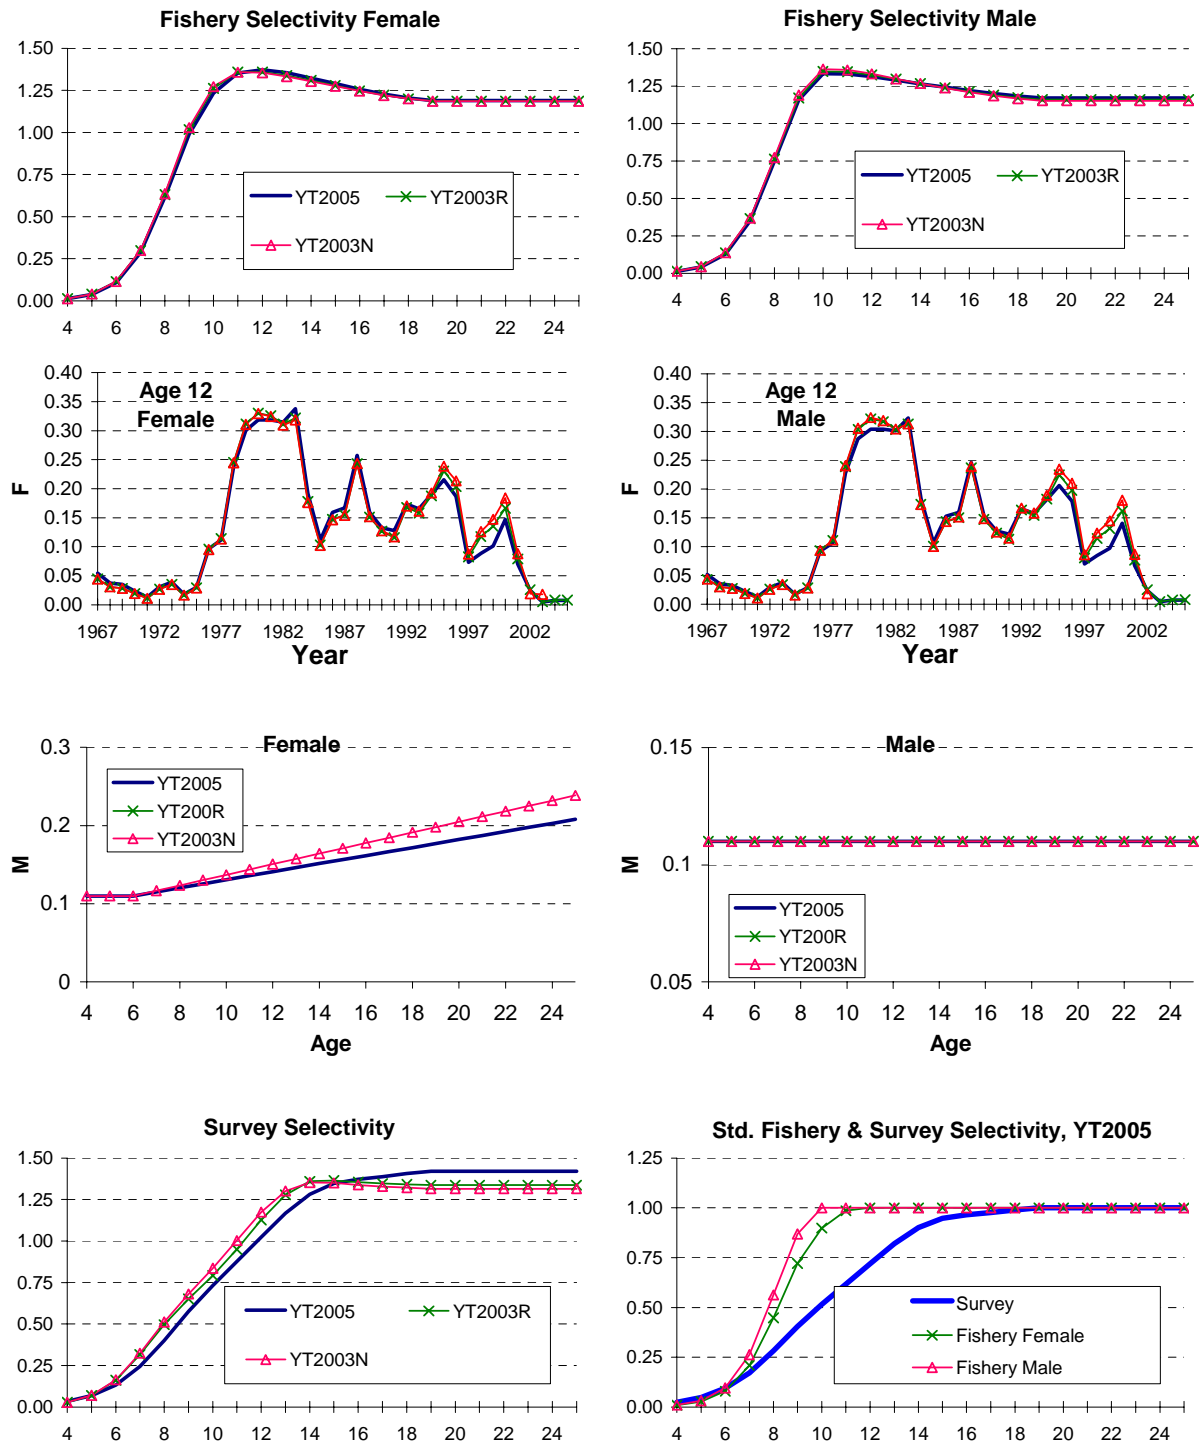 Fishery Selectivity Female
1.50
1.25
1.00
0.75
0.50
0.25
0.00
YT2005 YT2003R
YT2003N
4 6 8 10 12 14 16 18 20 22 24
Fishery Selectivity Male
1.50
1.25
1.00
0.75
0.50
0.25
0.00
YT2005 YT2003R
YT2003N
4 6 8 10 12 14 16 18 20 22 24
Age 12
Female
F
0.40
0.35
0.30
0.25
0.20
0.15
0.10
0.05
0.00
1967 1972 1977 1982 1987 1992 1997 2002
Year
Age 12
Male
F
0.40
0.35
0.30
0.25
0.20
0.15
0.10
0.05
0.00
1967 1972 1977 1982 1987 1992 1997 2002
Year
Female
M
0.3
0.2
0.1
0
YT2005
YT200R
YT2003N
4 6 8 10 12 14 16 18 20 22 24
Age
Male
M
0.15
0.1
0.05
YT2005
YT200R
YT2003N
4 6 8 10 12 14 16 18 20 22 24
Age
Survey Selectivity
1.50
1.25
1.00
0.75
0.50
0.25
0.00
YT2005 YT2003R
YT2003N
4 6 8 10 12 14 16 18 20 22 24
Std. Fishery & Survey Selectivity, YT2005
1.25
1.00
0.75
0.50
0.25
0.00
Survey
Fishery Female
Fishery Male
4 6 8 10 12 14 16 18 20 22 24